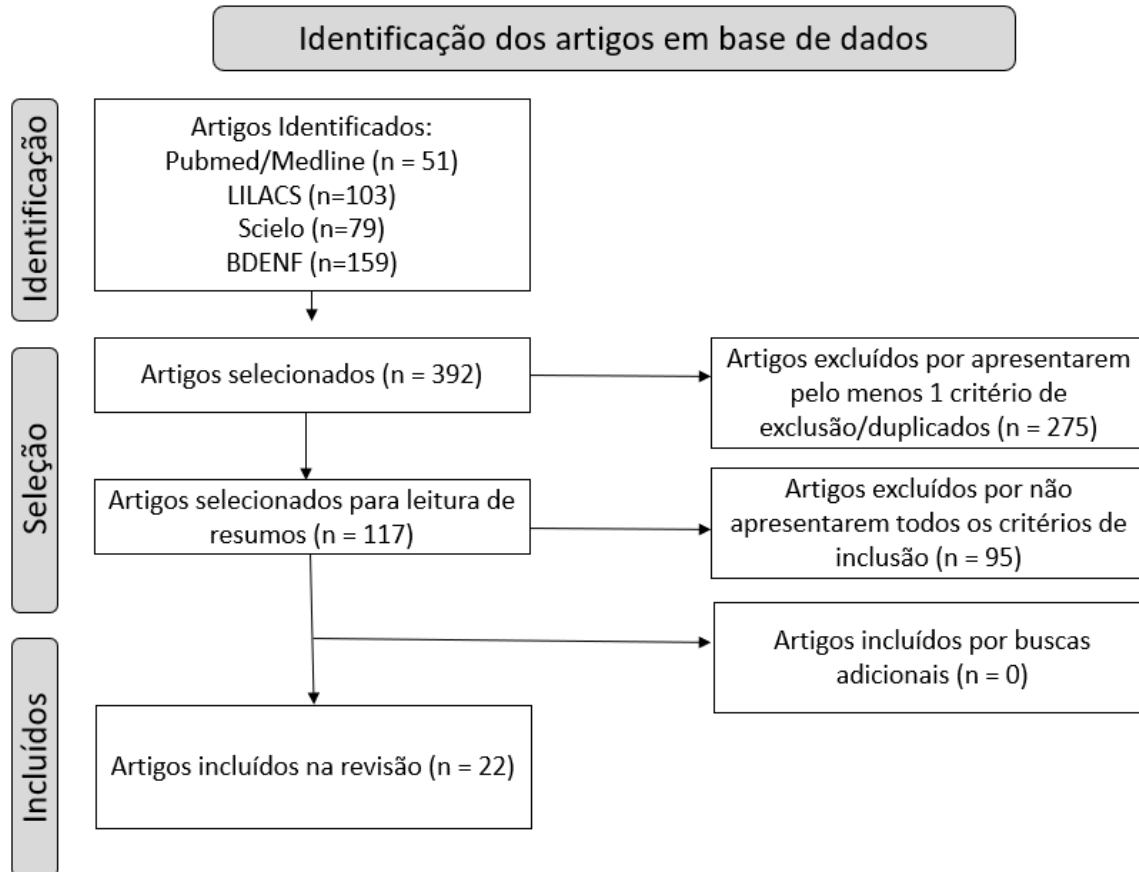 Identificação dos artigos em base de dados
Identificação
Artigos Identificados:
Pubmed/Medline (n = 51)
LILACS (n=103)
Scielo (n=79)
BDENF (n=159)
Seleção
Artigos selecionados (n = 392)
Artigos excluídos por apresentarem
pelo menos 1 critério de
exclusão/duplicados (n = 275)
Artigos selecionados para leitura de
resumos (n = 117)
Artigos excluídos por não
apresentarem todos os critérios de
inclusão (n = 95)
Incluídos
Artigos incluídos por buscas
adicionais (n = 0)
Artigos incluídos na revisão (n = 22)